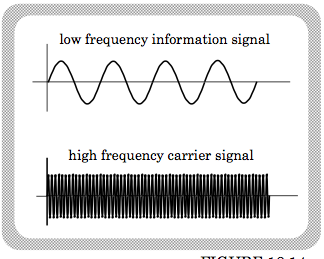 low frequency information signal
high frequency carrier signal